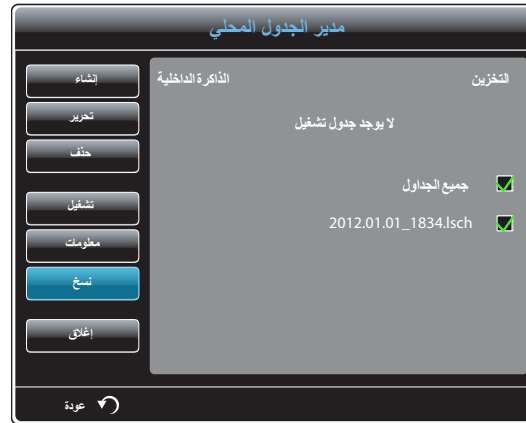 مدير الجدول المحلي
التخزين
الذاكرة الداخلية
لا يوجد جدول تشغيل
جميع الجداول
2012.01.01_1834.lsch
إنشاء
تحرير
حذف
تشغيل
معلومات
نسخ
إغلاق
عودة